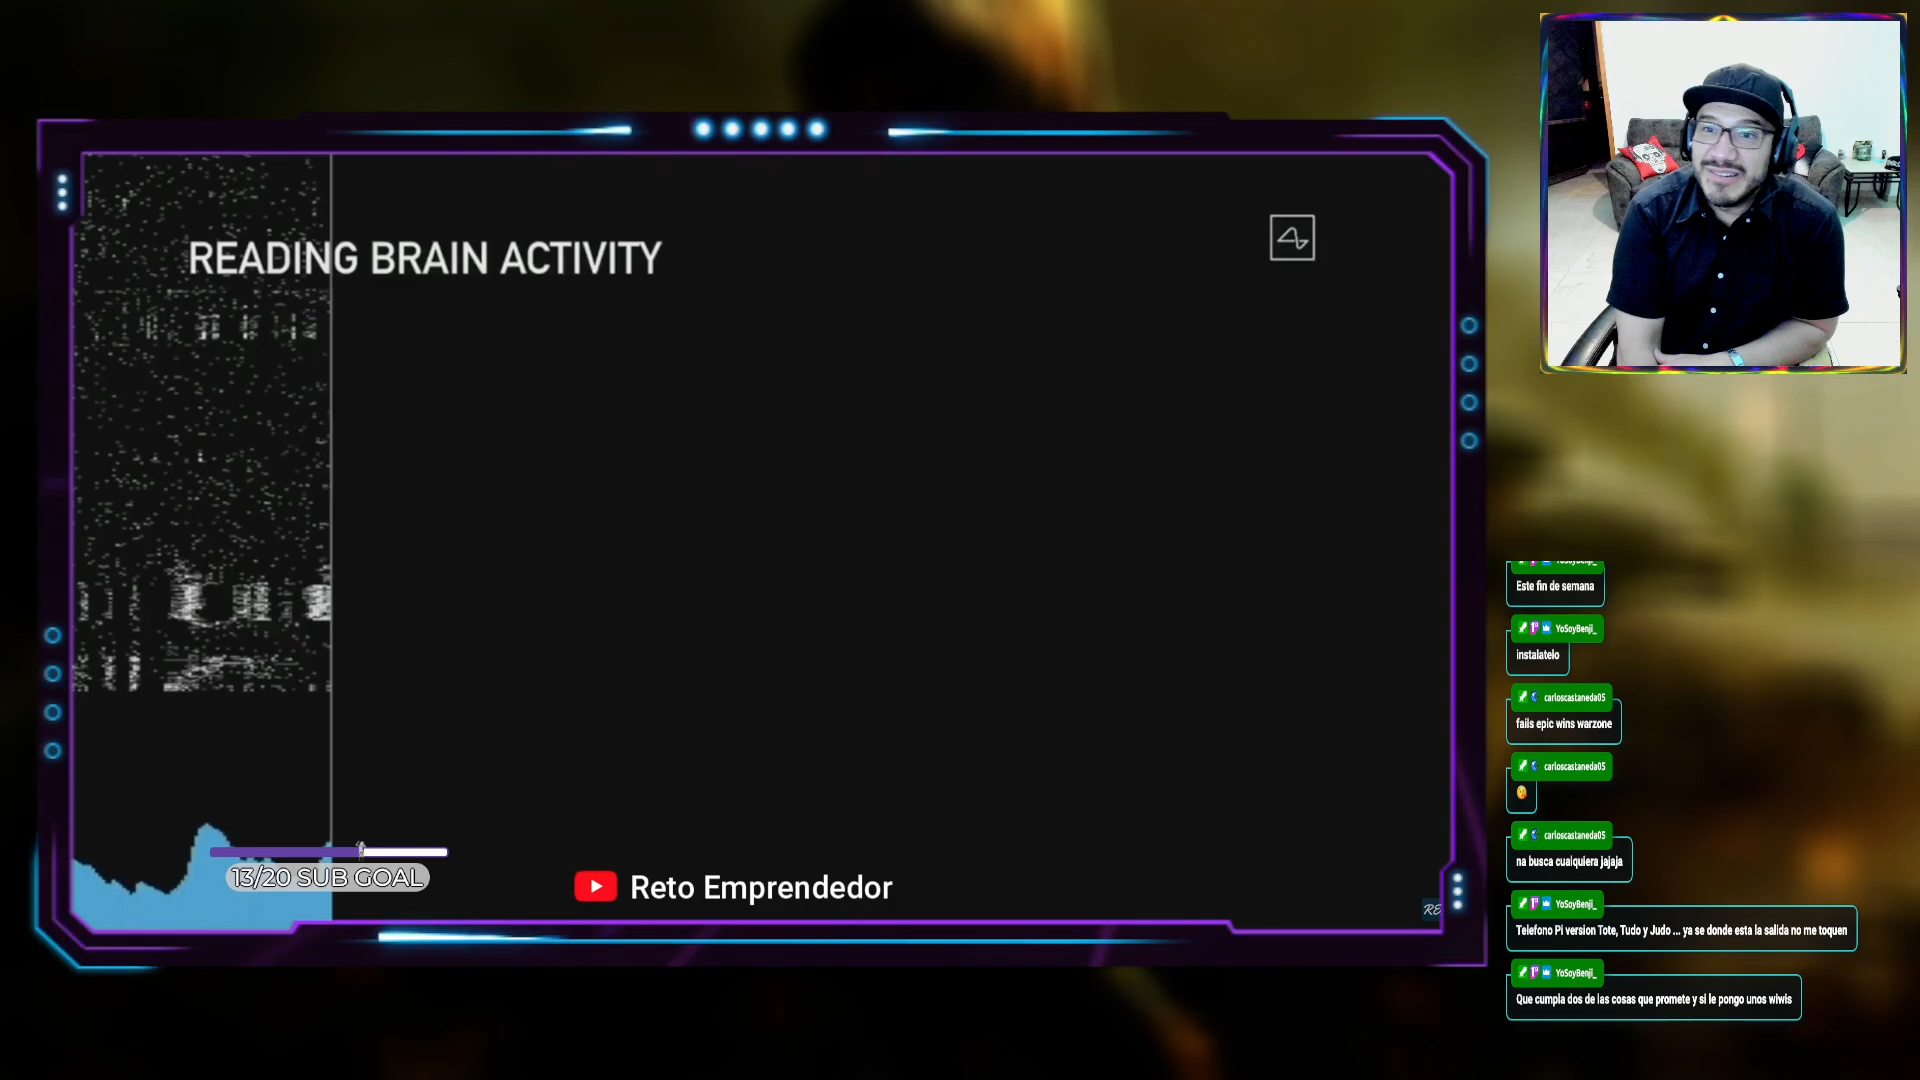 READING BRAIN ACTIVITY
13/20 SUB GOAL
Reto Emprendedor
RE
Este fin de semana
YoSoyBenji_
instalatelo
carloscastaneda05
fails epic wins warzone
carloscastaneda05
carloscastaneda05
na busca cualquiera jajaja
YoSoyBenji_
Telefono Pi version Tote, Tudo y Judo ... ya se donde esta la salida no me toquen
YoSoyBenji_
Que cumpla dos de las cosas que promete y si le pongo unos wiwis